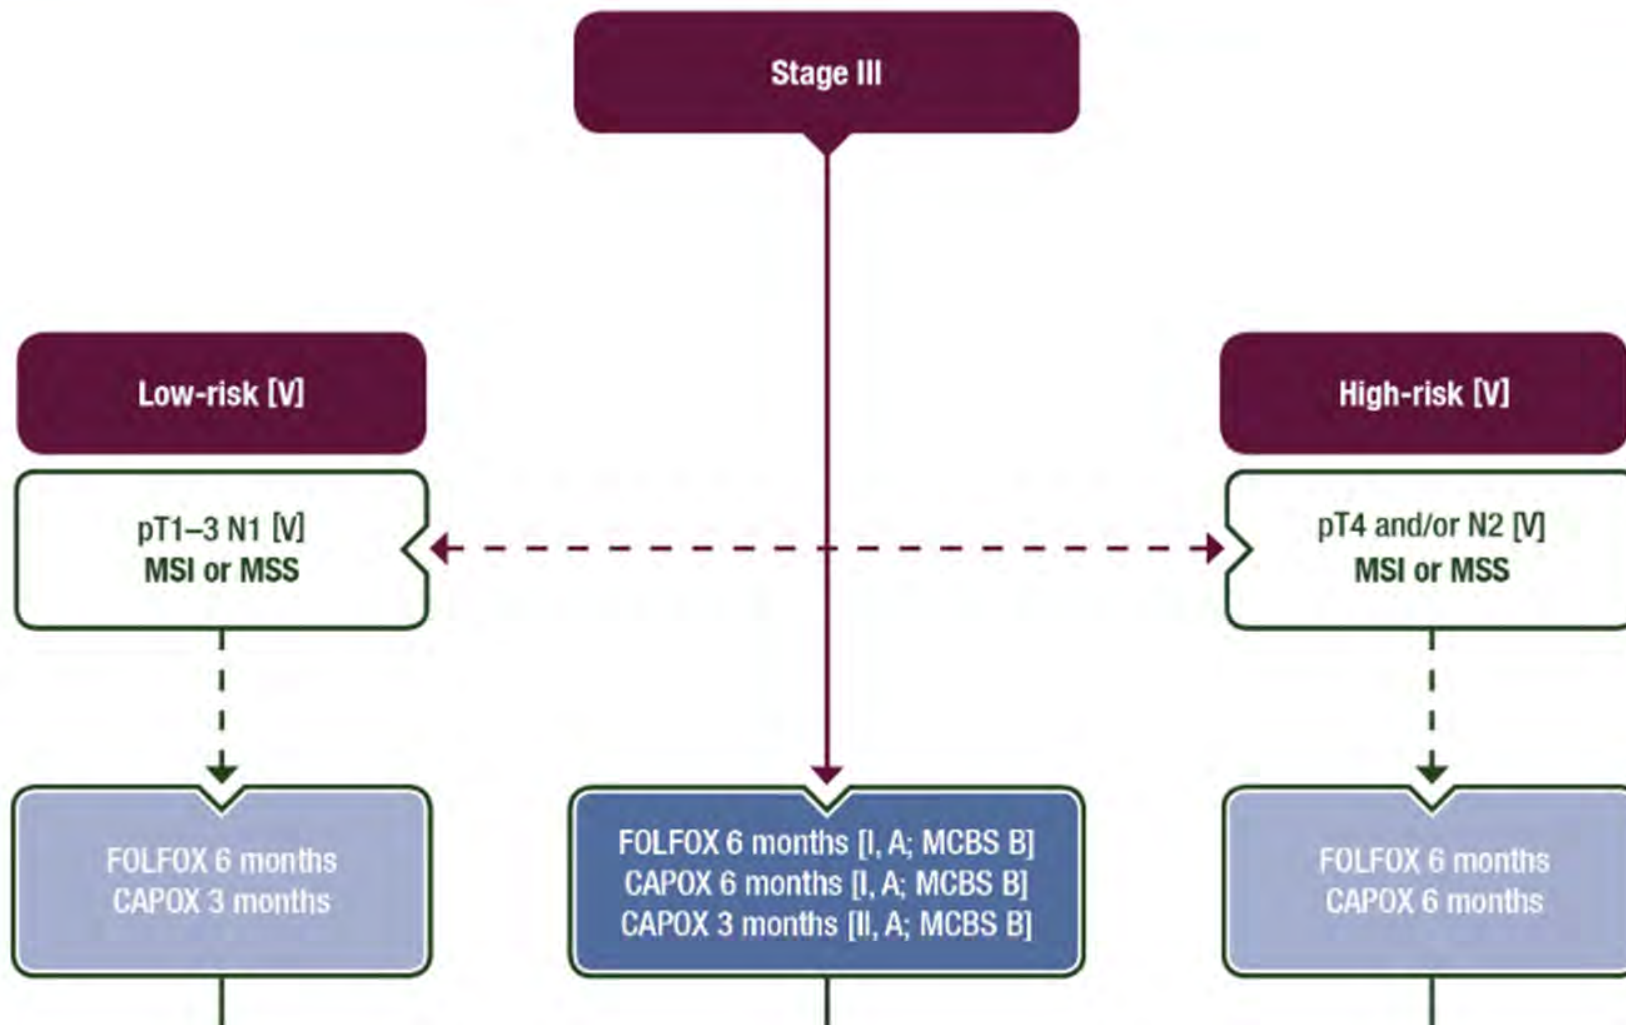 Stage III
Low-risk [V]
High-risk [V]
pT1–3 N1 [V]
MSI or MSS
pT4 and/or N2 [V]
MSI or MSS
FOLFOX 6 months
CAPOX 3 months
FOLFOX 6 months [I, A; MCBS B]
CAPOX 6 months [I, A; MCBS B]
CAPOX 3 months [II, A; MCBS B]
FOLFOX 6 months
CAPOX 6 months